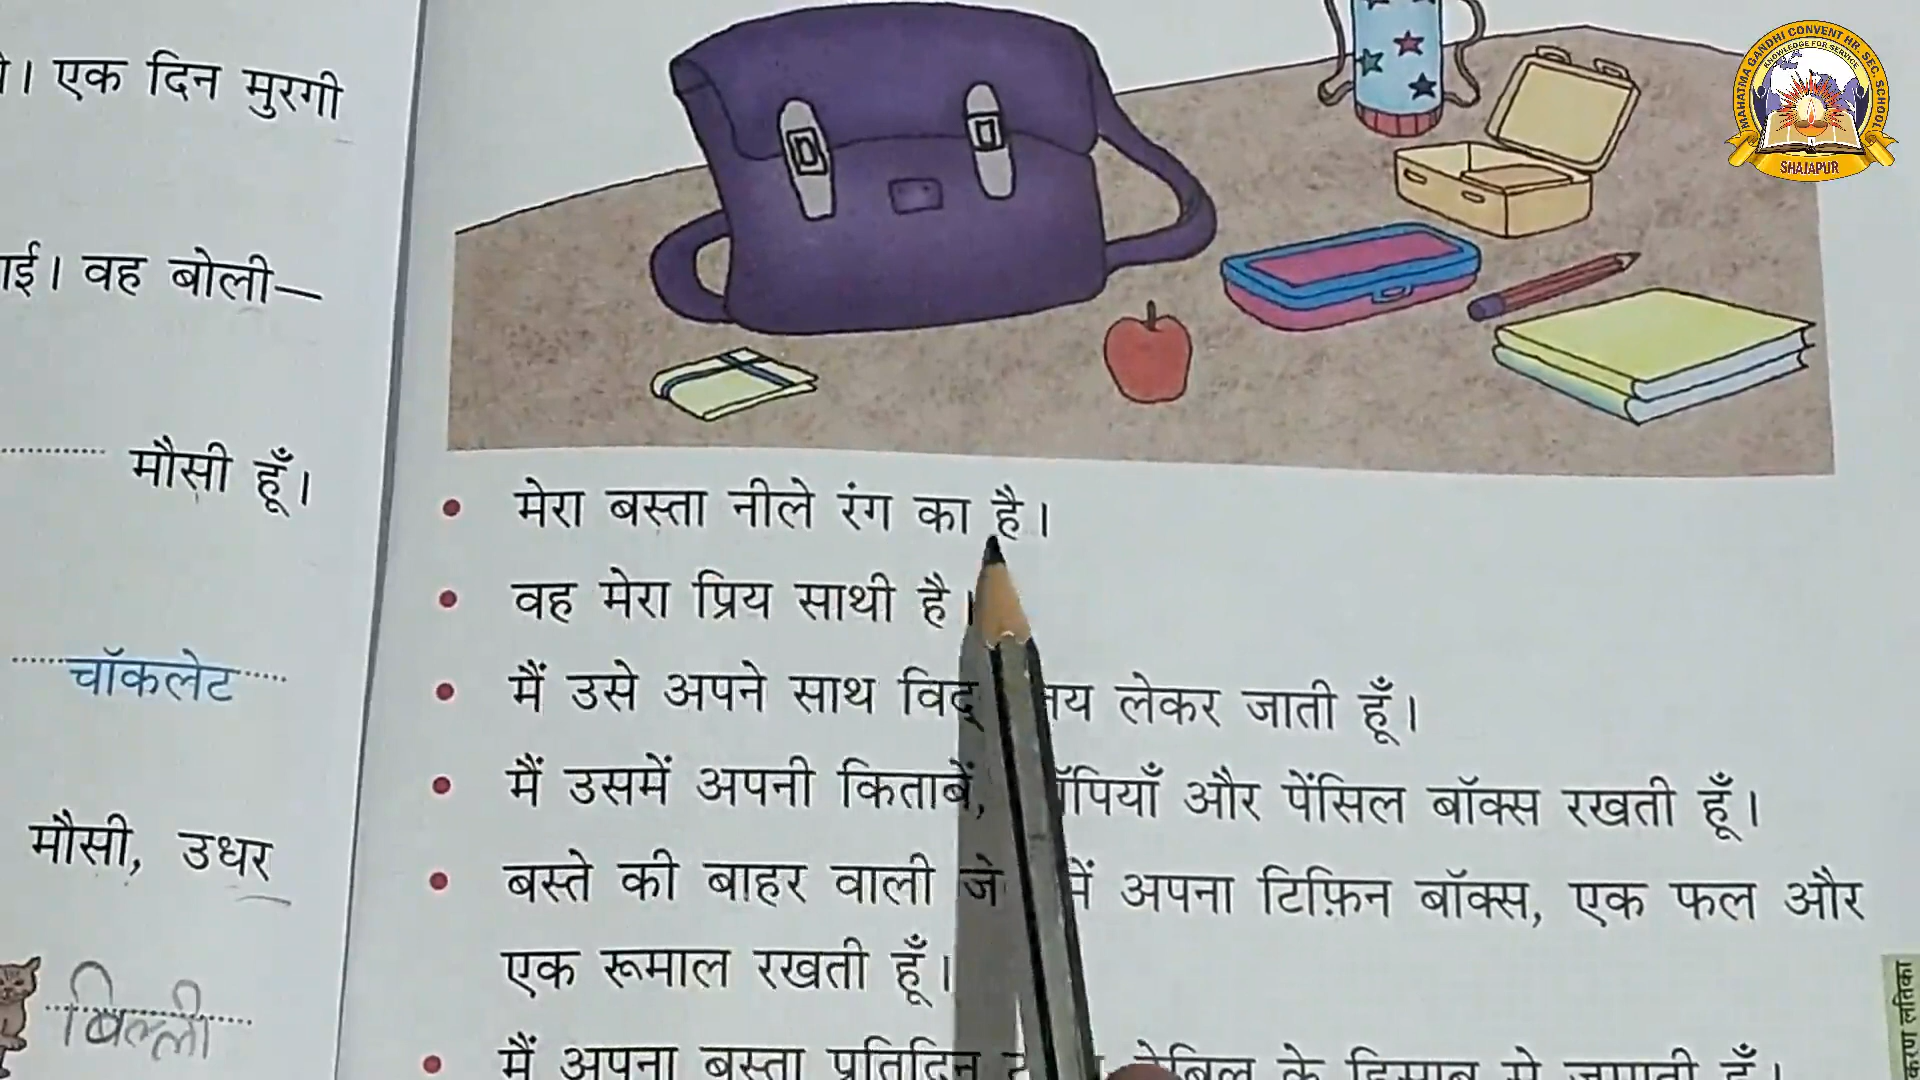 एक दिन मुरगी
वह बोली—
मौसी हूँ।
चॉकलेट
मौसी, उधर
बिल्ली
मेरा बस्ता नीले रंग का है।
वह मेरा प्रिय साथी है।
मैं उसे अपने साथ लेकर जाती हूँ।
मैं उसमें अपनी किताबें, और पेंसिल बॉक्स रखती हूँ।
बस्ते की बाहर वाली में अपना टिफ़िन बॉक्स, एक फल और
एक रूमाल रखती हूँ।
मैं अपना बस्ता प्रतिदिन के हिसाब से
MAHATMA GANDHI CONVENT HR. SEC. SCHOOL
KNOWLEDGE FOR SERVICE
SHAJAPUR